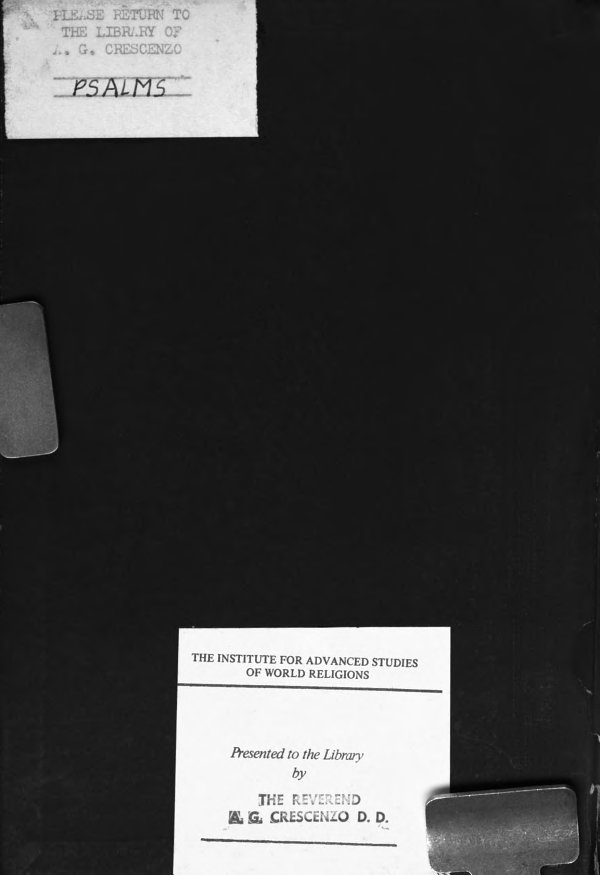 PLEASE RETURN TO
THE LIBRARY OF
A. G. CRESCENZO
PSALMS
THE INSTITUTE FOR ADVANCED STUDIES
OF WORLD RELIGIONS
Presented to the Library
by
THE REVEREND
A. G. CRESCENZO D. D.